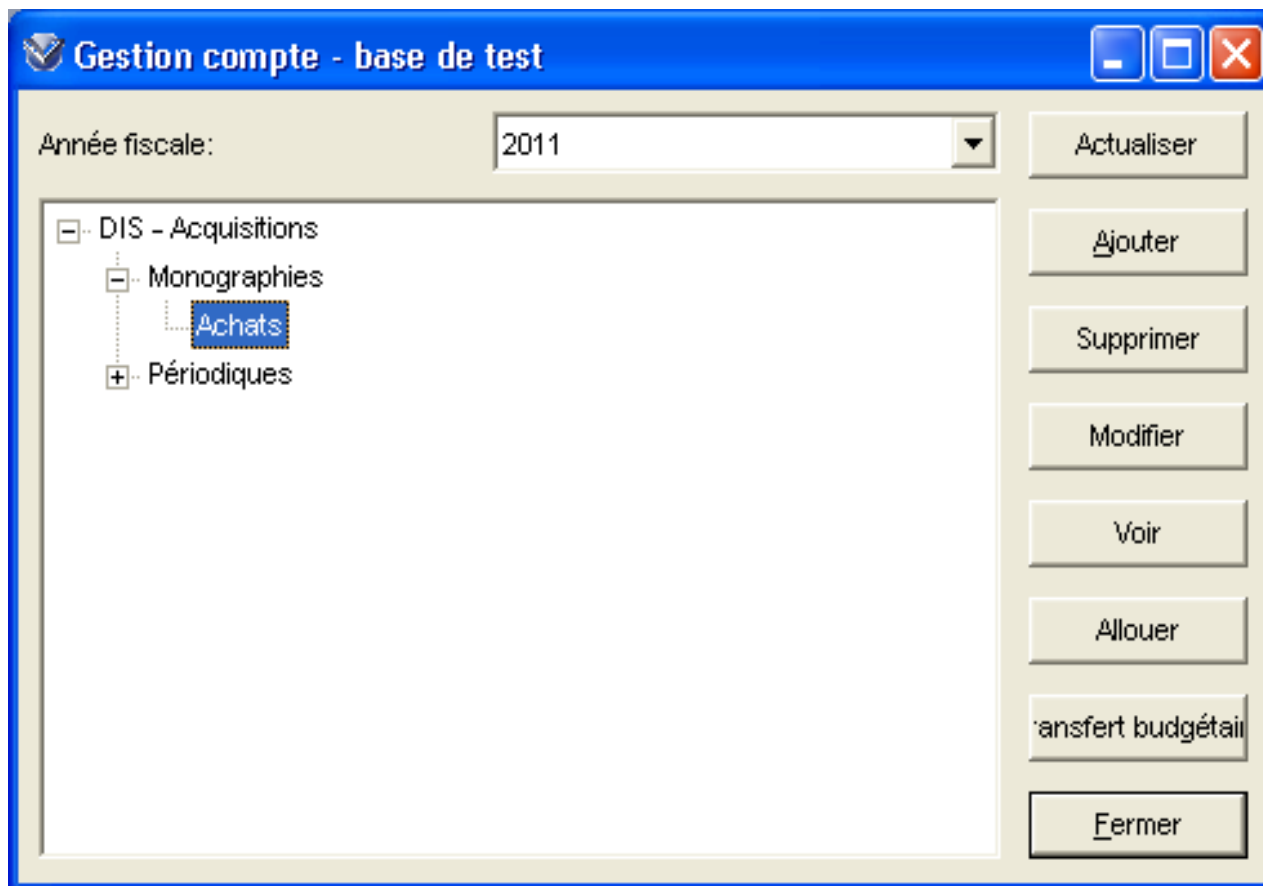 Gestion compte - base de test
Année fiscale:
2011
Actualiser
DIS - Acquisitions
Monographies
Achats
Périodiques
Ajouter
Supprimer
Modifier
Voir
Allouer
ransfert budgétair
Fermer